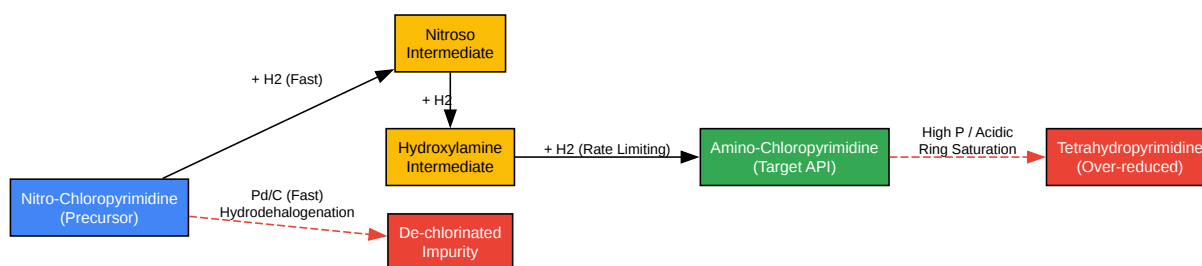 Nitroso
Intermediate
+ H2 (Fast)
+ H2
Hydroxylamine
Intermediate
+ H2 (Rate Limiting)
Amino-Chloropyrimidine
(Target API)
High P / Acidic
Ring Saturation
Tetrahydropyrimidine
(Over-reduced)
Nitro-Chloropyrimidine
(Precursor)
Pd/C (Fast)
Hydrodehalogenation
De-chlorinated
Impurity